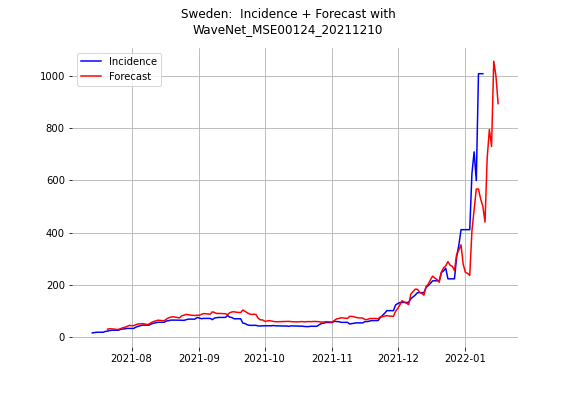 Sweden: Incidence + Forecast with
WaveNet_MSE00124_20211210
Incidence
Forecast
1000
800
600
400
200
0
2021-08 2021-09 2021-10 2021-11 2021-12 2022-01